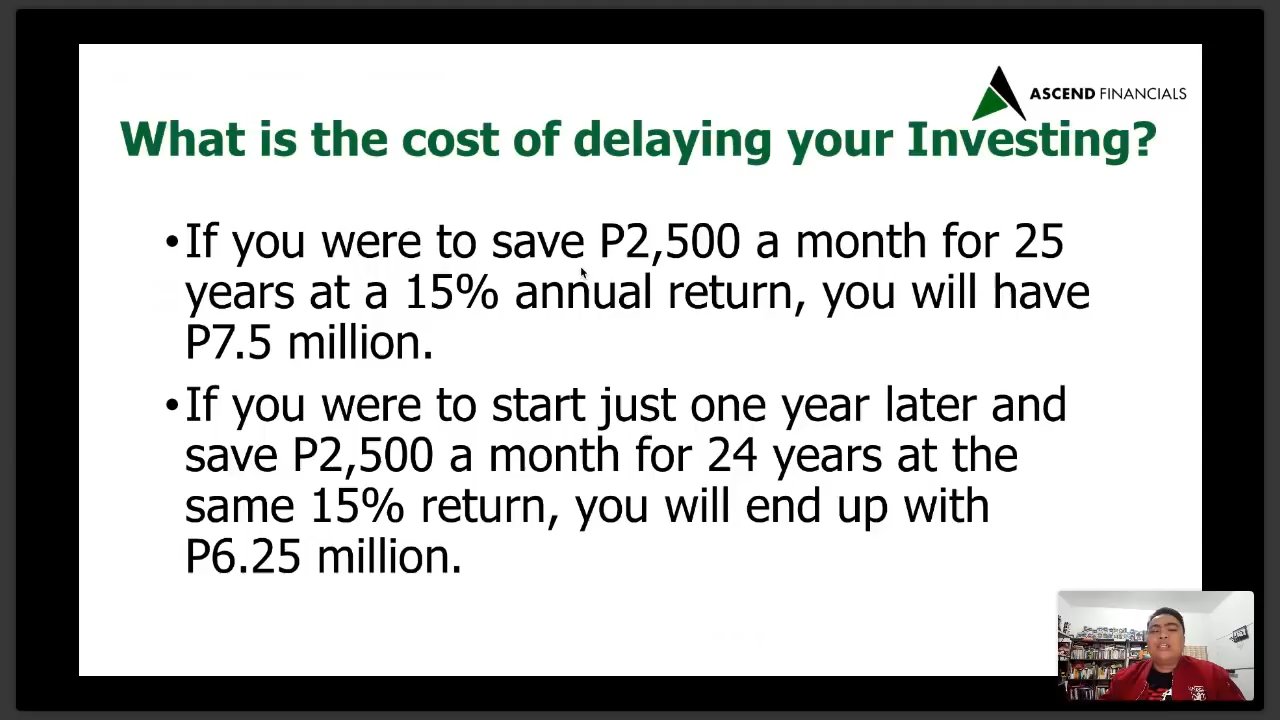 ASCEND FINANCIALS
What is the cost of delaying your Investing?
•If you were to save P2,500 a month for 25
years at a 15% annual return, you will have
P7.5 million.
•If you were to start just one year later and
save P2,500 a month for 24 years at the
same 15% return, you will end up with
P6.25 million.